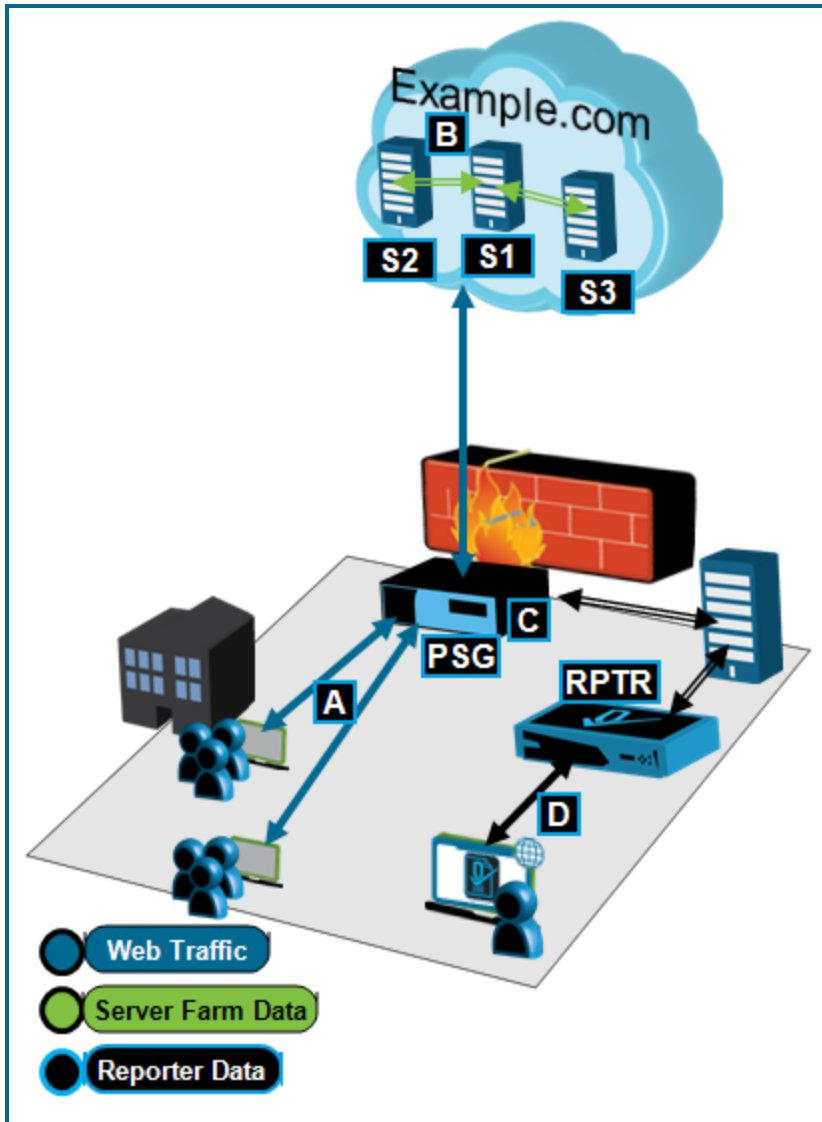 Example.com
B
S2
S1
S3
C
PSG
RPTR
A
D
Web Traffic
Server Farm Data
Reporter Data